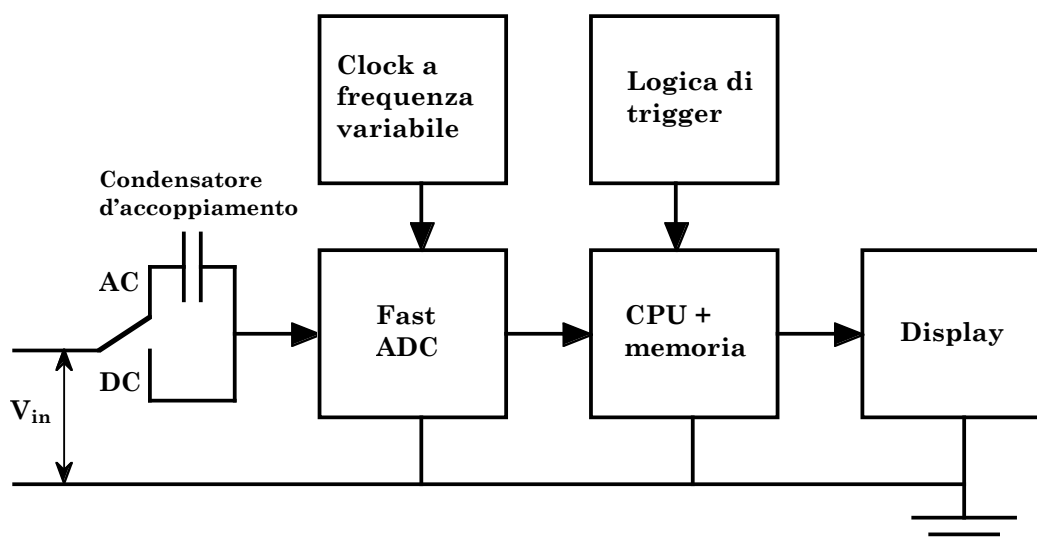 Clock a
frequenza
variabile
Logica di
trigger
Condensatore
d'accoppiamento
AC
DC
Vin
Fast
ADC
CPU +
memoria
Display